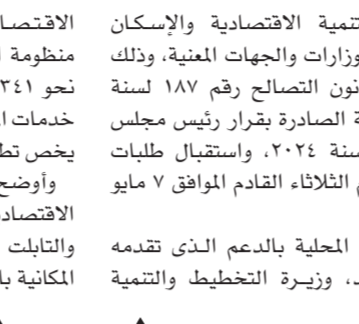 تنمية الاقتصادية والإسكان
وزارات والجهات المعنية، وذلك
نون التصالح رقم ١٨٧ لسنة
ة الصادرة بقرار رئيس مجلس
سنة ٢٠٢٤، واستقبال طلبات
م الثلاثاء القادم الموافق ٧ مايو
المحلية بالدعم الذى تقدمه
د، وزيرة التخطيط والتنمية
الاقتصا
منظومة ا
نحو ٣٤١
خدمات ا
يخص تط
وأوضح
الاقتصاد
والتابلت
المكانية با